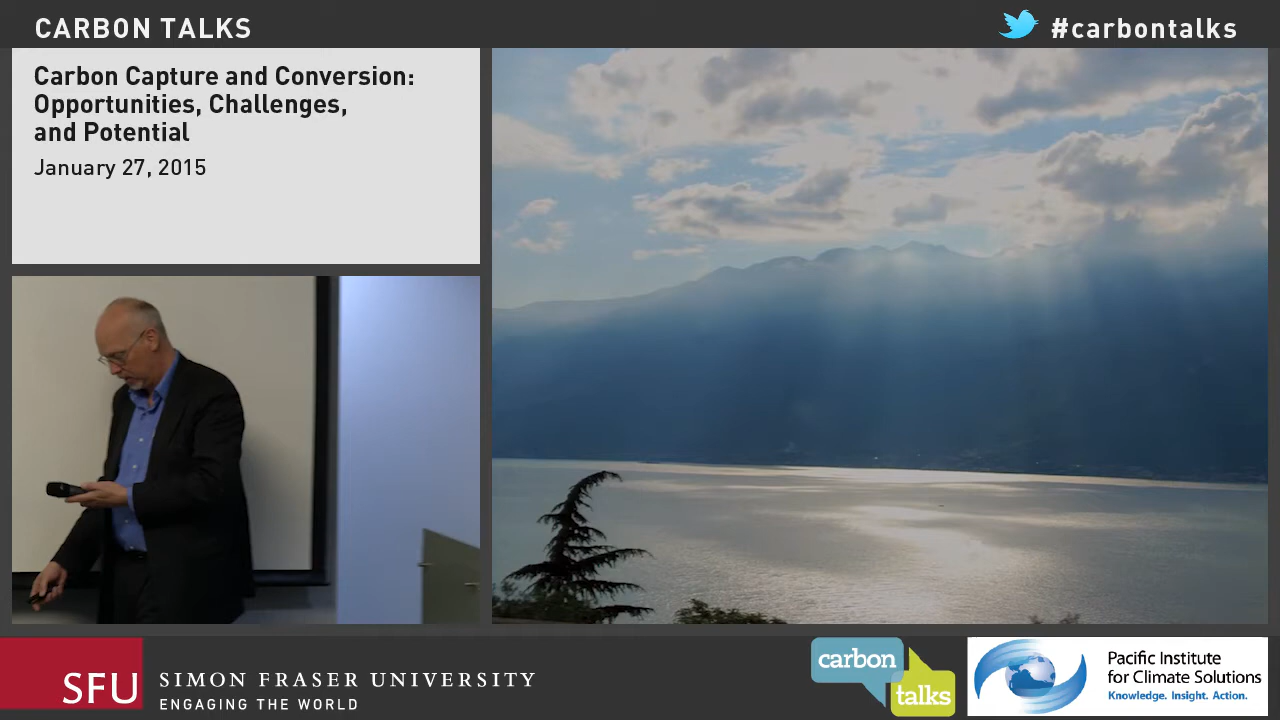 CARBON TALKS
#carbontalks
Carbon Capture and Conversion:
Opportunities, Challenges,
and Potential
January 27, 2015
SFU
SIMON FRASER UNIVERSITY
ENGAGING THE WORLD
carbon
talks
Pacific Institute
for Climate Solutions
Knowledge. Insight. Action.